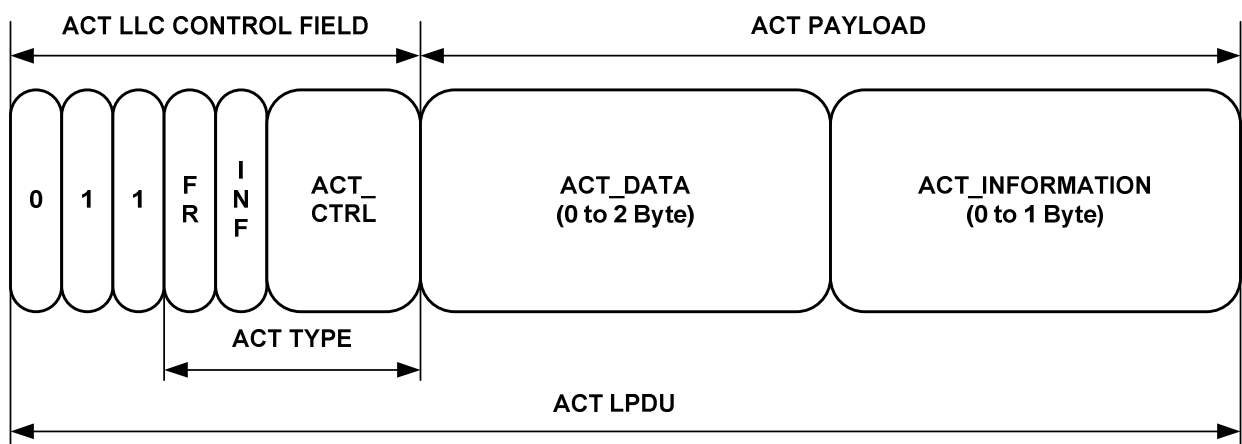 ACT LLC CONTROL FIELD
ACT PAYLOAD
0
1
1
F
R
I
N
F
ACT_
CTRL
ACT_DATA
(0 to 2 Byte)
ACT_INFORMATION
(0 to 1 Byte)
ACT TYPE
ACT LPDU